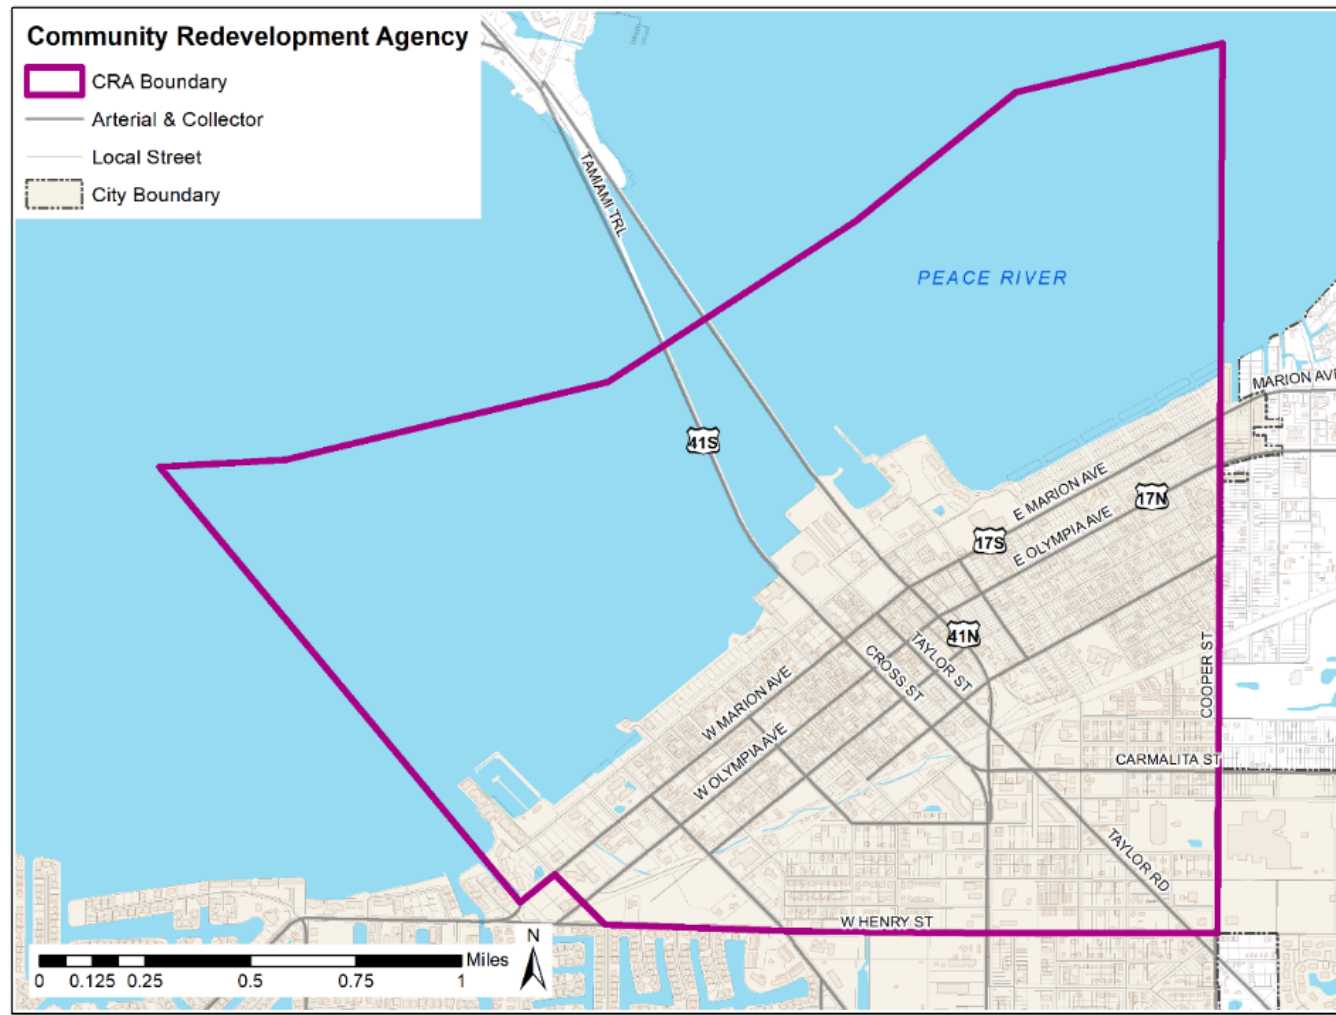 Community Redevelopment Agency
CRA Boundary
Arterial & Collector
Local Street
City Boundary
TAMIAMI TRL
PEACE RIVER
MARION AVE
41S
E MARION AVE
17N
17S
E OLYMPIA AVE
41N
TAYLOR ST
CROSS ST
COOPER ST
W MARION AVE
W OLYMPIA AVE
CARMALITA ST
TAYLOR RD
W HENRY ST
N
Miles
0 0.125 0.25 0.5 0.75 1